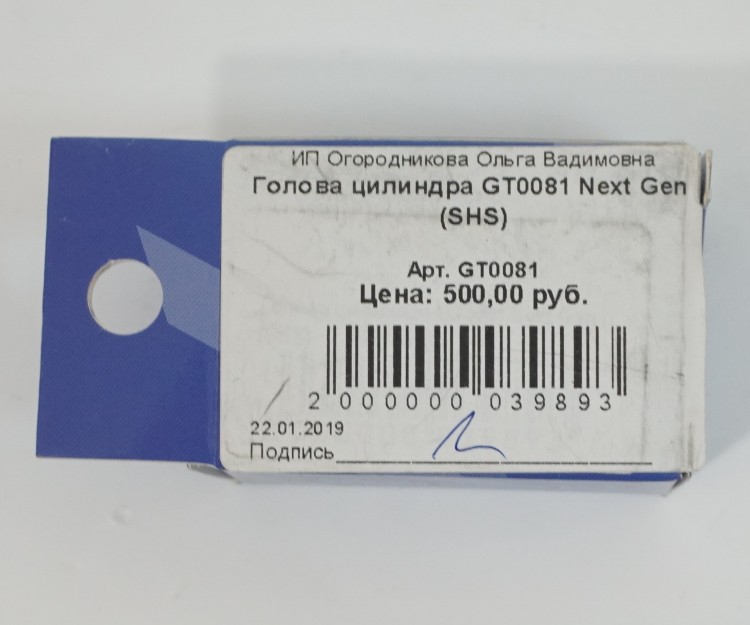 ИП Огородникова Ольга Вадимовна
Голова цилиндра GT0081 Next Gen
(SHS)
Арт. GT0081
Цена: 500,00 руб.
2 000000 039893
22.01.2019
Подпись